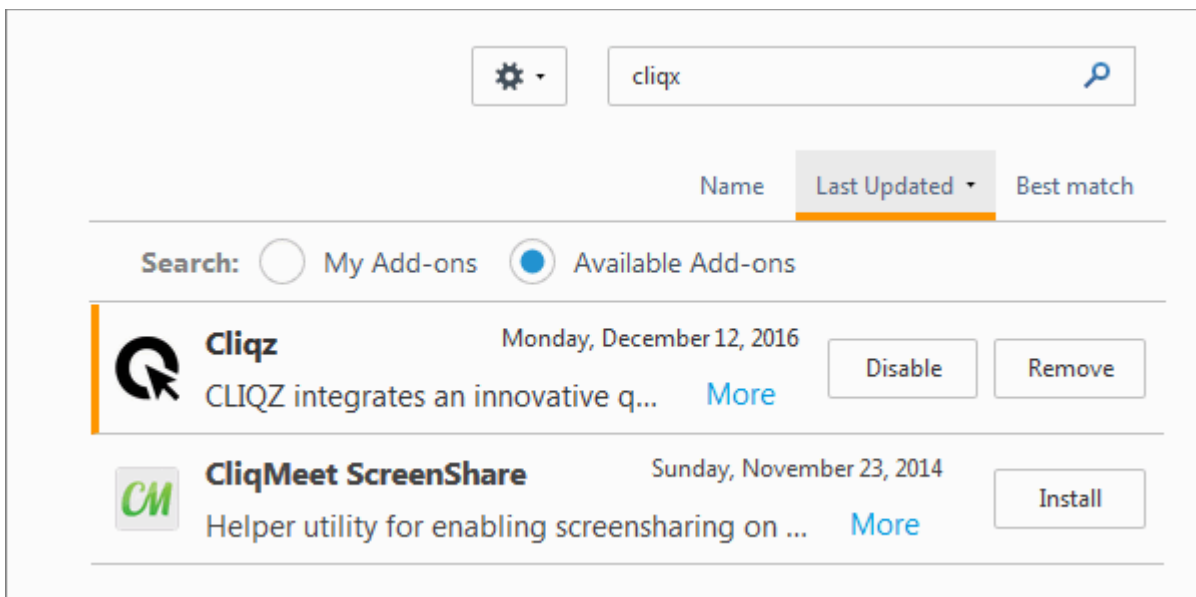 cliqx
Name Last Updated Best match
Search: My Add-ons Available Add-ons
Cliqz Monday, December 12, 2016 Disable Remove
CLIQZ integrates an innovative q... More
CM CliqMeet ScreenShare Sunday, November 23, 2014 Install
Helper utility for enabling screensharing on ... More